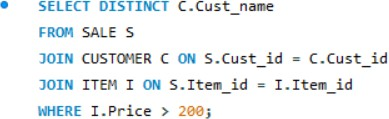 SELECT DISTINCT C.Cust_name
FROM SALE S
JOIN CUSTOMER C ON S.Cust_id = C.Cust_id
JOIN ITEM I ON S.Item_id = I.Item_id
WHERE I.Price > 200;